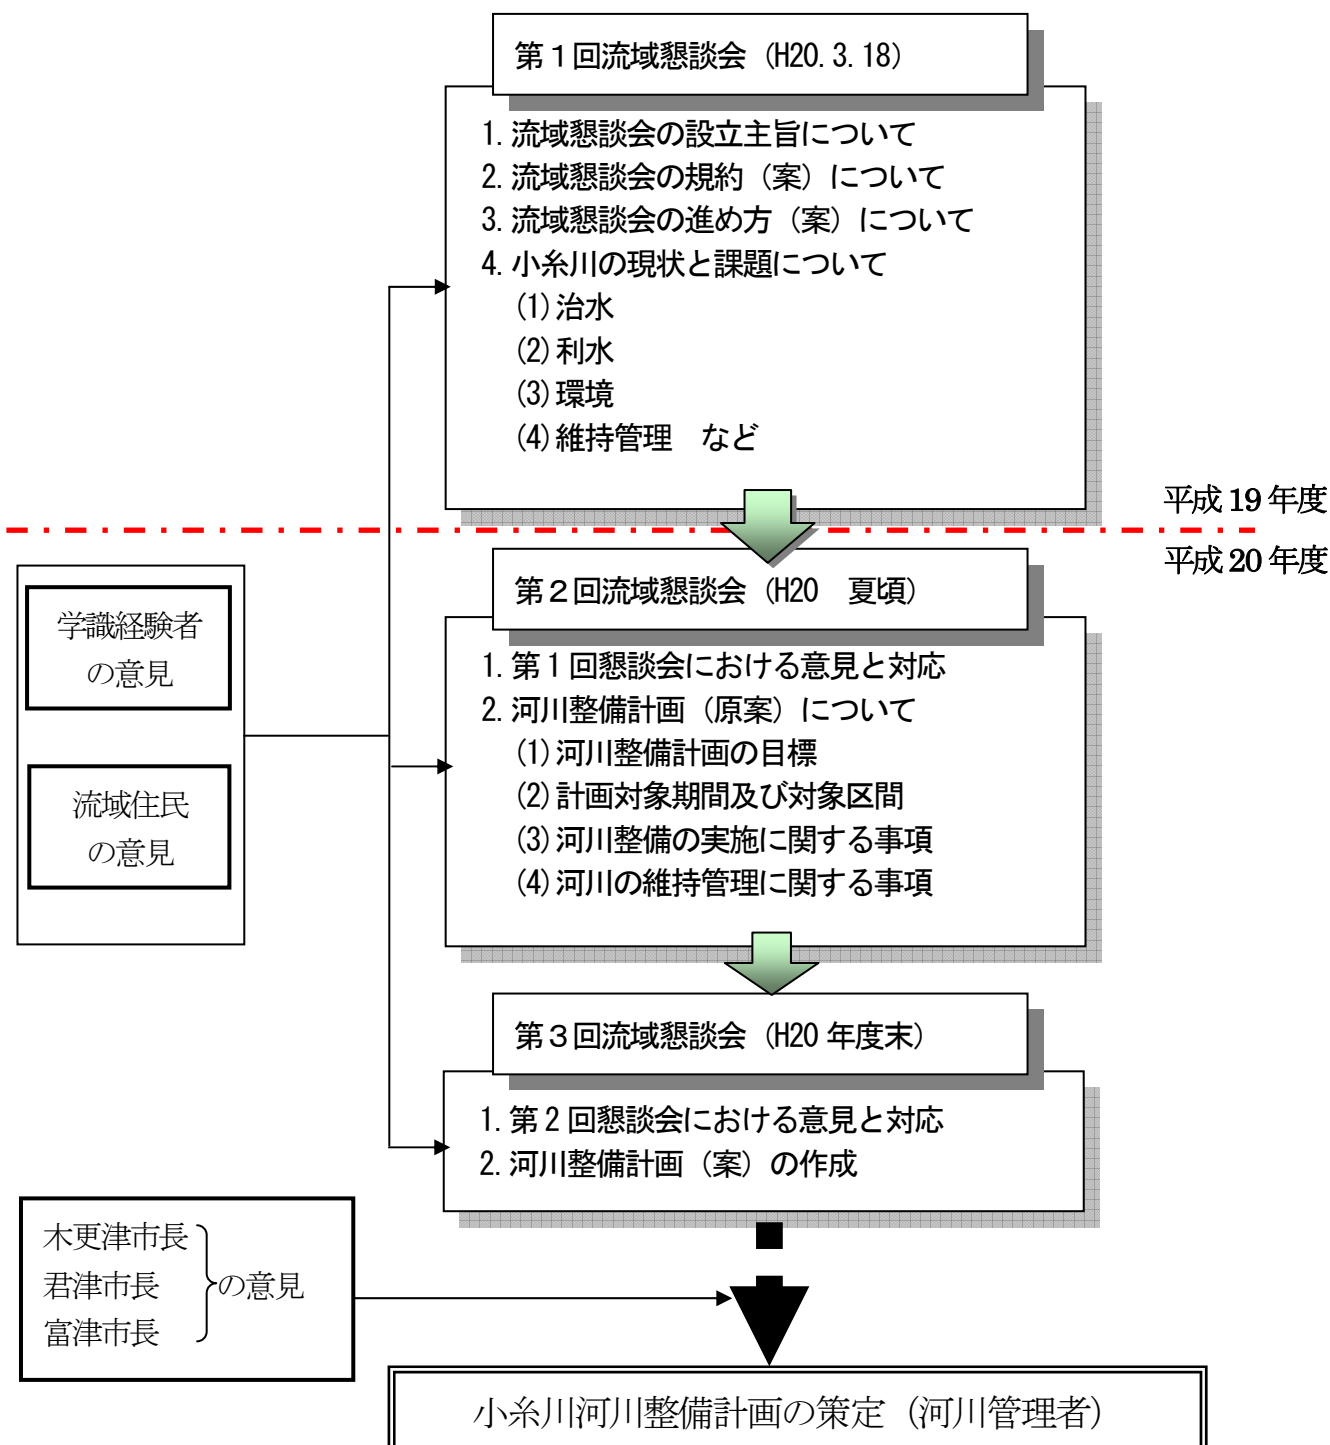 第１回流域懇談会（H20.3.18）
1.流域懇談会の設立主旨について
2.流域懇談会の規約（案）について
3.流域懇談会の進め方（案）について
4.小糸川の現状と課題について
(1)治水
(2)利水
(3)環境
(4)維持管理　など
平成19年度
平成20年度
学識経験者
の意見
流域住民
の意見
第２回流域懇談会（H20　夏頃）
1.第１回懇談会における意見と対応
2.河川整備計画（原案）について
(1)河川整備計画の目標
(2)計画対象期間及び対象区間
(3)河川整備の実施に関する事項
(4)河川の維持管理に関する事項
第３回流域懇談会（H20年度末）
1.第２回懇談会における意見と対応
2.河川整備計画（案）の作成
木更津市長
君津市長
富津市長
の意見
小糸川河川整備計画の策定（河川管理者）